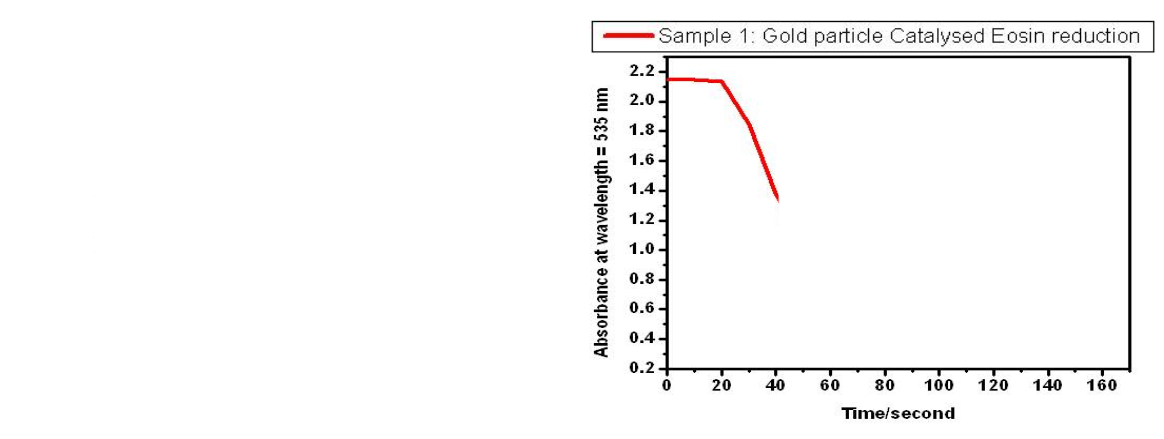 Sample 1: Gold particle Catalysed Eosin reduction
Absorbance at wavelength = 535 nm
2.2
2.0
1.8
1.6
1.4
1.2
1.0
0.8
0.6
0.4
0.2
0 20 40 60 80 100 120 140 160
Time/second